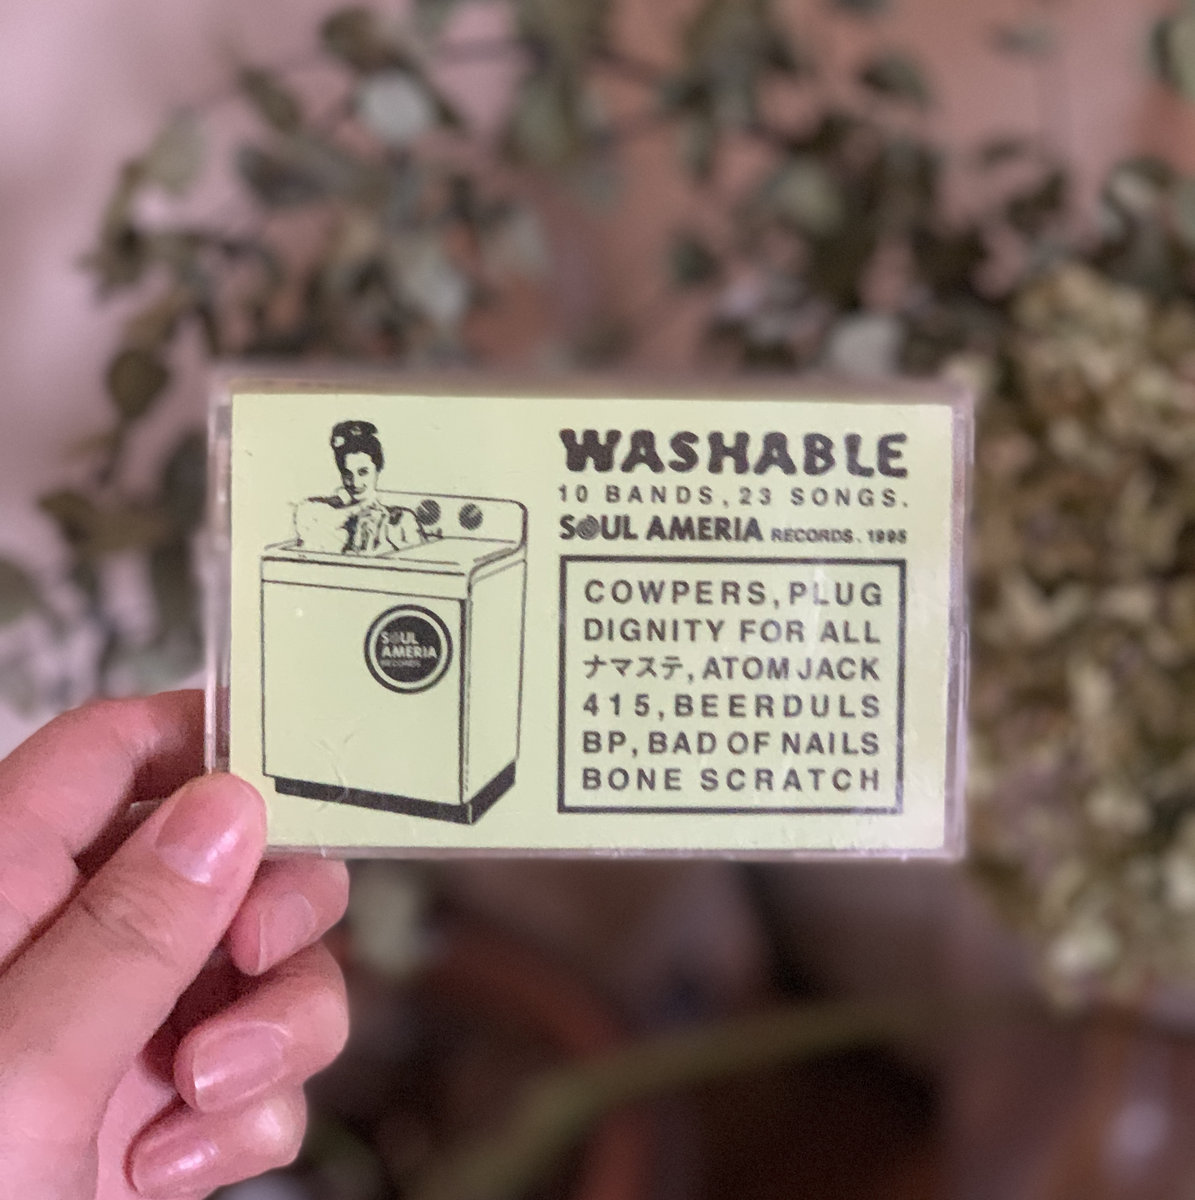 WASHABLE
10 BANDS, 23 SONGS.
SOUL AMERIA RECORDS. 1995
COWPERS, PLUG
DIGNITY FOR ALL
ナマステ, ATOM JACK
415, BEERDULS
BP, BAD OF NAILS
BONE SCRATCH
SOUL
AMERIA
RECORDS